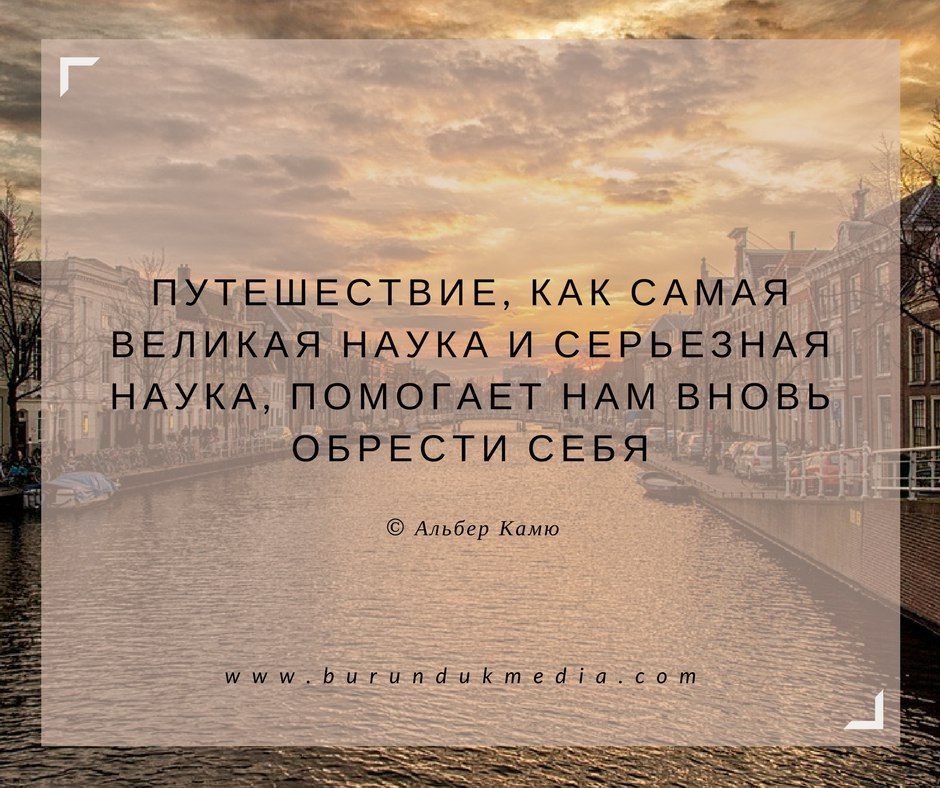 ПУТЕШЕСТВИЕ, КАК САМАЯ
ВЕЛИКАЯ НАУКА И СЕРЬЕЗНАЯ
НАУКА, ПОМОГАЕТ НАМ ВНОВЬ
ОБРЕСТИ СЕБЯ
© Альбер Камю
www.burundukmedia.com